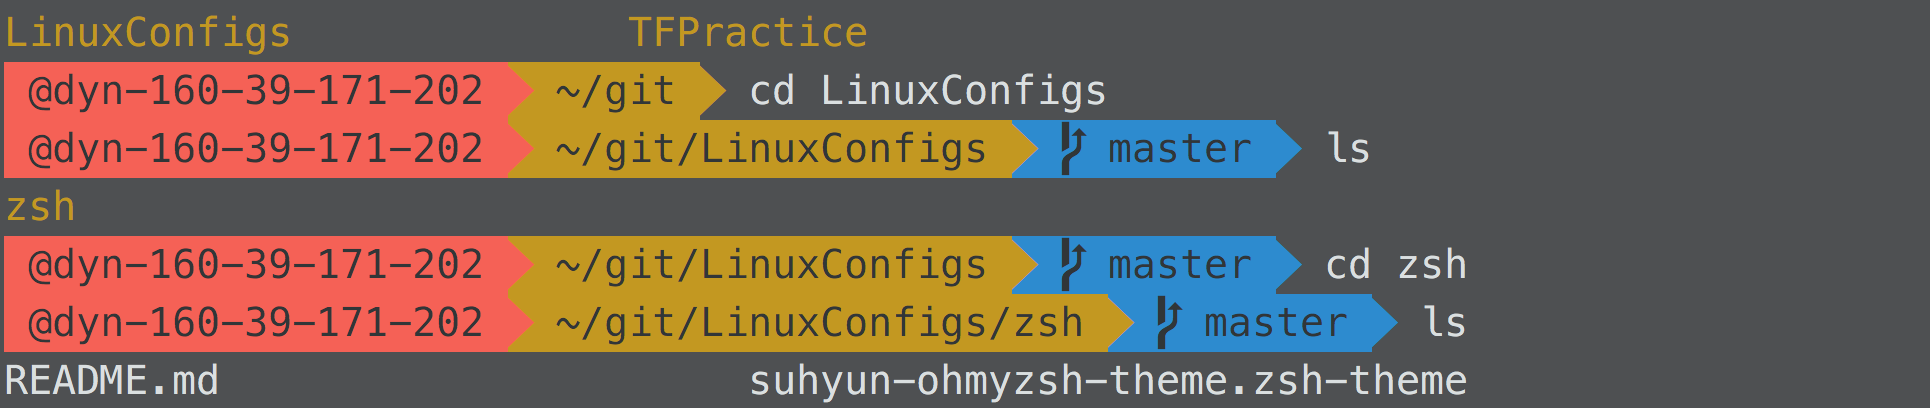 LinuxConfigs TFPractice
@dyn-160-39-171-202 ~/git cd LinuxConfigs
@dyn-160-39-171-202 ~/git/LinuxConfigs master ls
zsh
@dyn-160-39-171-202 ~/git/LinuxConfigs master cd zsh
@dyn-160-39-171-202 ~/git/LinuxConfigs/zsh master ls
README.md suhyun-ohmyzsh-theme.zsh-theme